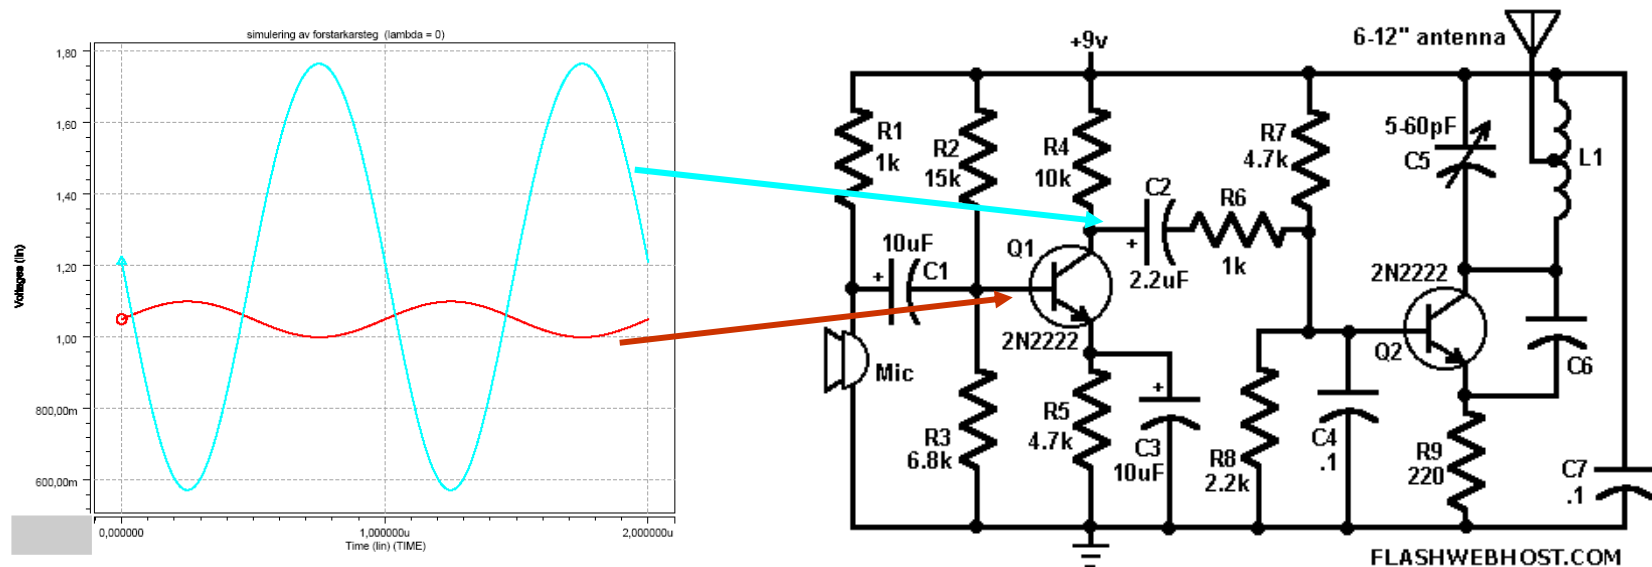 simulering av forstarkarsteg (lambda = 0)
1,80
1,60
1,40
1,20
1,00
800,00m
600,00m
Voltages (lin)
0,000000
1,000000u
2,000000u
Time (lin) (TIME)
+9v
6-12" antenna
R1
1k
R2
15k
R4
10k
R7
4.7k
5-60pF
C5
L1
C2
+
2.2uF
R6
1k
10uF
+
C1
Q1
2N2222
2N2222
Q2
C6
Mic
R3
6.8k
R5
4.7k
+
C3
10uF
R8
2.2k
C4
.1
R9
220
C7
.1
FLASHWEBHOST.COM